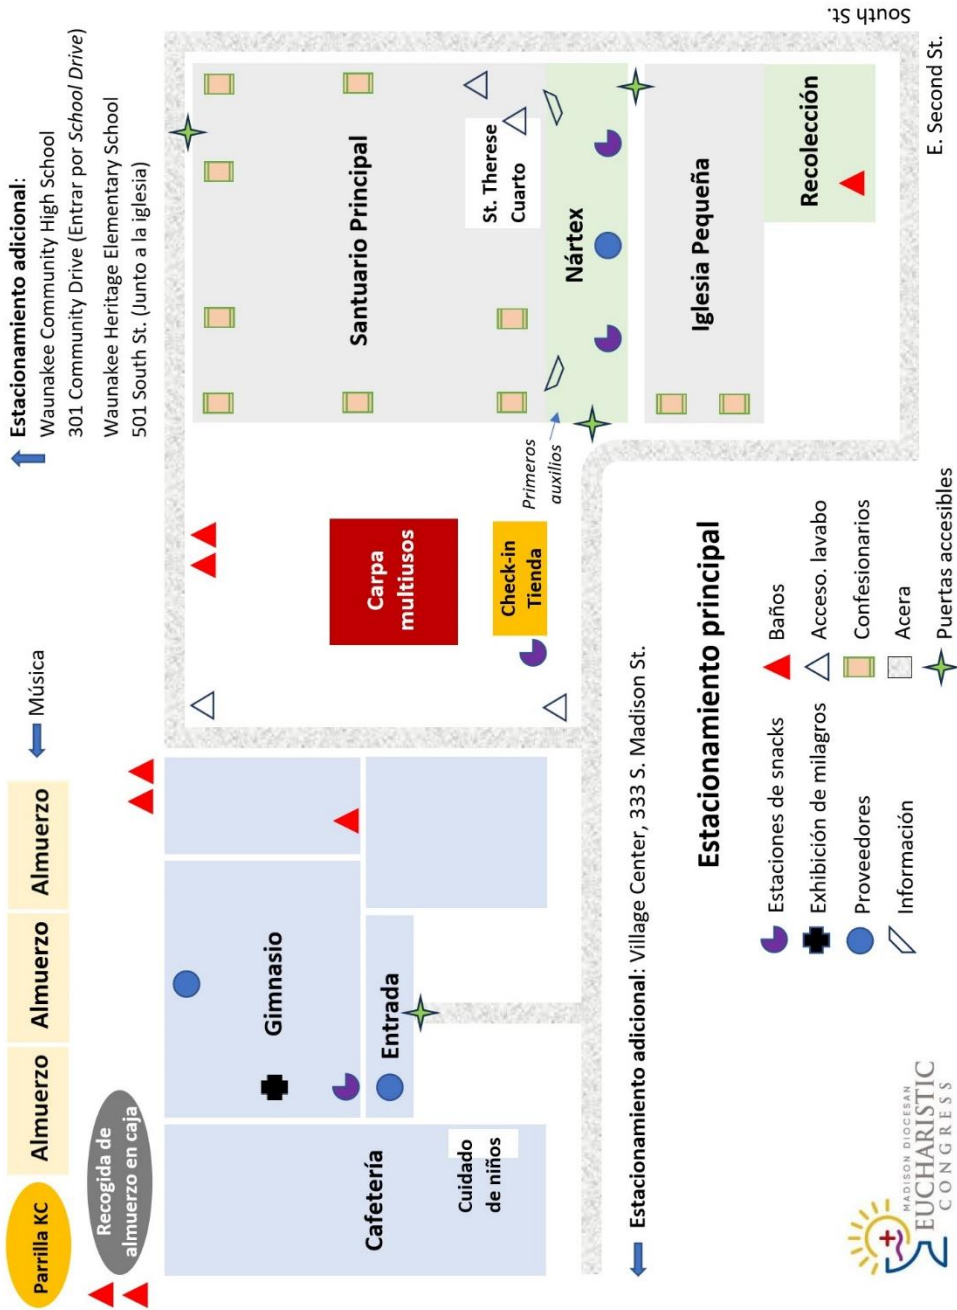 Parrilla KC
Almuerzo
Almuerzo
Almuerzo
Música
Recogida de
almuerzo en caja
Estacionamiento adicional:
Waunakee Community High School
301 Community Drive (Entrar por School Drive)
Waunakee Heritage Elementary School
501 South St. (Junto a la iglesia)
Cafetería
Cuidado
de niños
Gimnasio
Entrada
Carpa
multiusos
Check-in
Tienda
Primeros
auxilios
Santuario Principal
St. Therese
Cuarto
Nártex
Iglesia Pequeña
Recolección
South St.
E. Second St.
Estacionamiento adicional: Village Center, 333 S. Madison St.
Estacionamiento principal
Estaciones de snacks
Exhibición de milagros
Proveedores
Información
Baños
Acceso. lavabo
Confesionarios
Acera
Puertas accesibles
MADISON DIOCESAN
EUCHARISTIC
CONGRESS